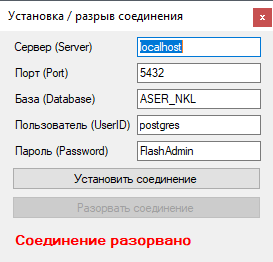 Установка / разрыв соединения
Сервер (Server) localhost
Порт (Port) 5432
База (Database) ASER_NKL
Пользователь (UserID) postgres
Пароль (Password) FlashAdmin
Установить соединение
Разорвать соединение
Соединение разорвано